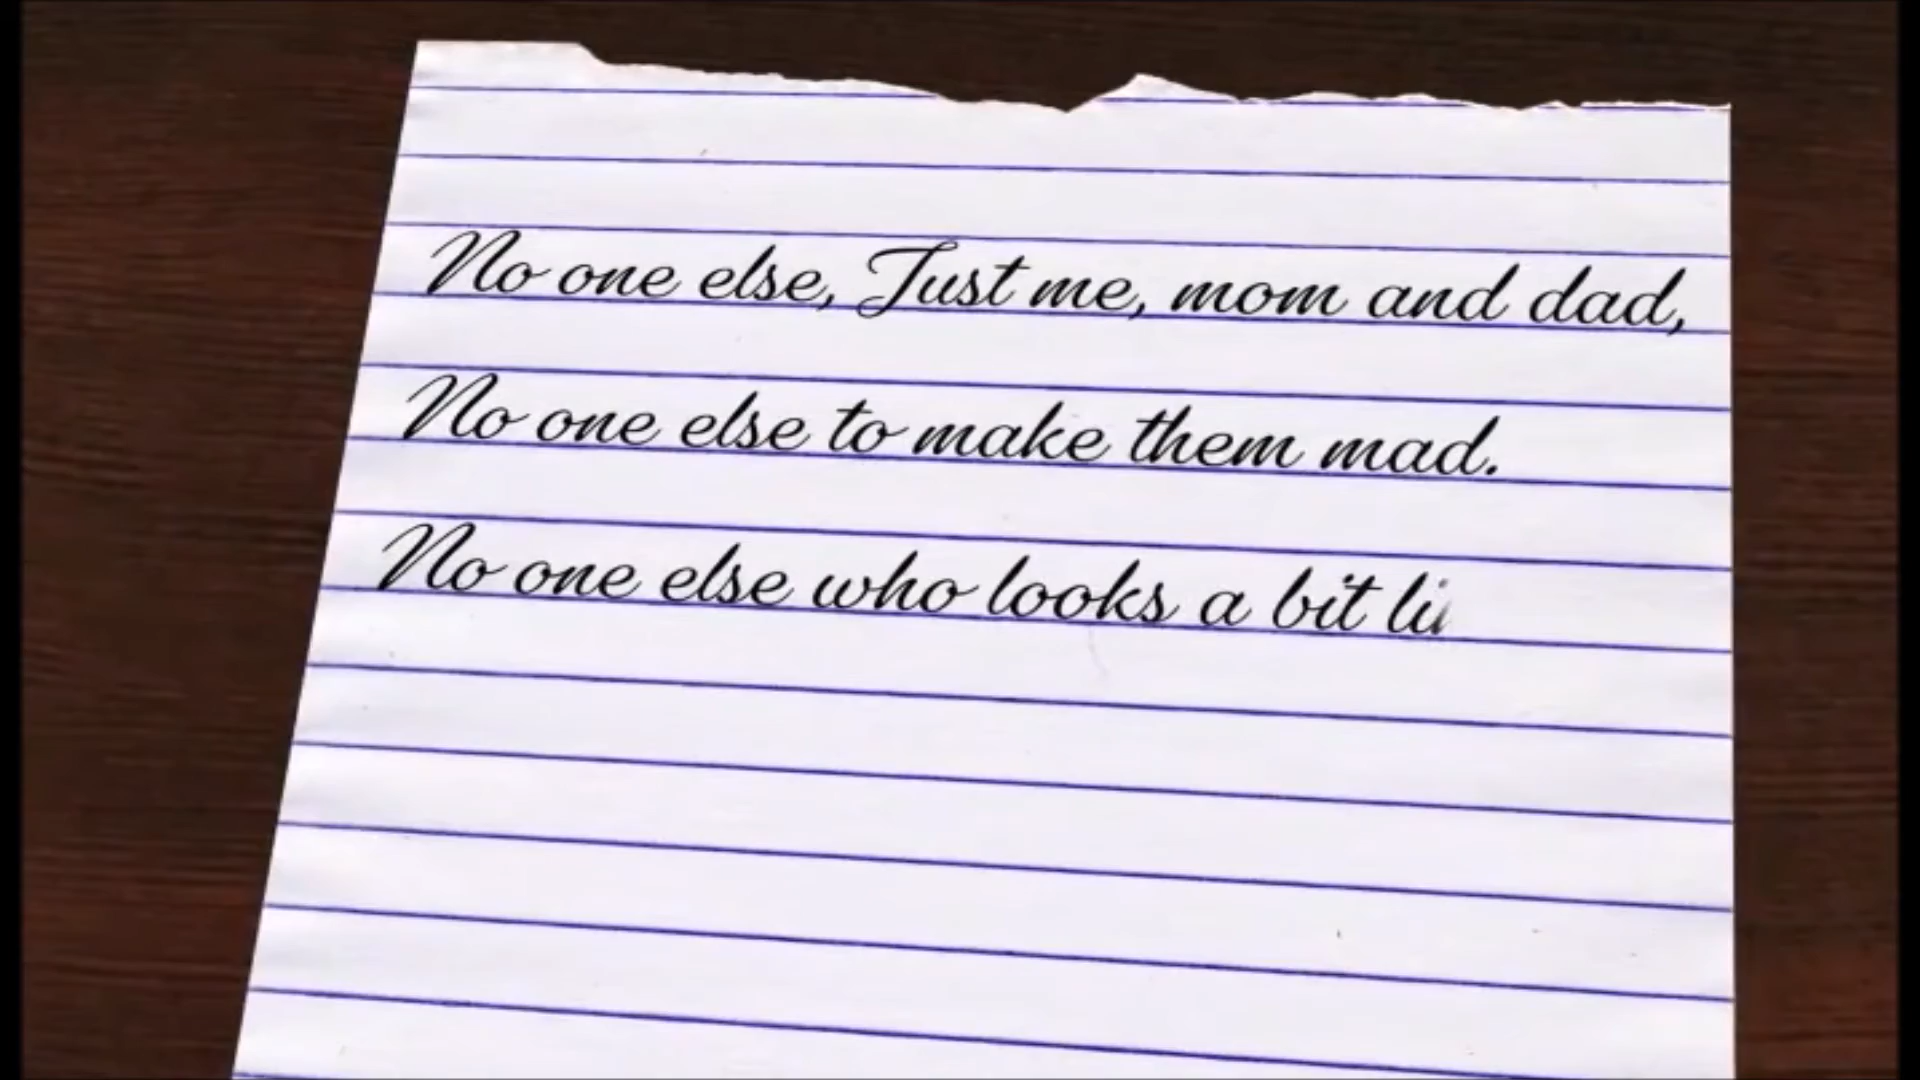 No one else, Just me, mom and dad,
No one else to make them mad.
No one else who looks a bit